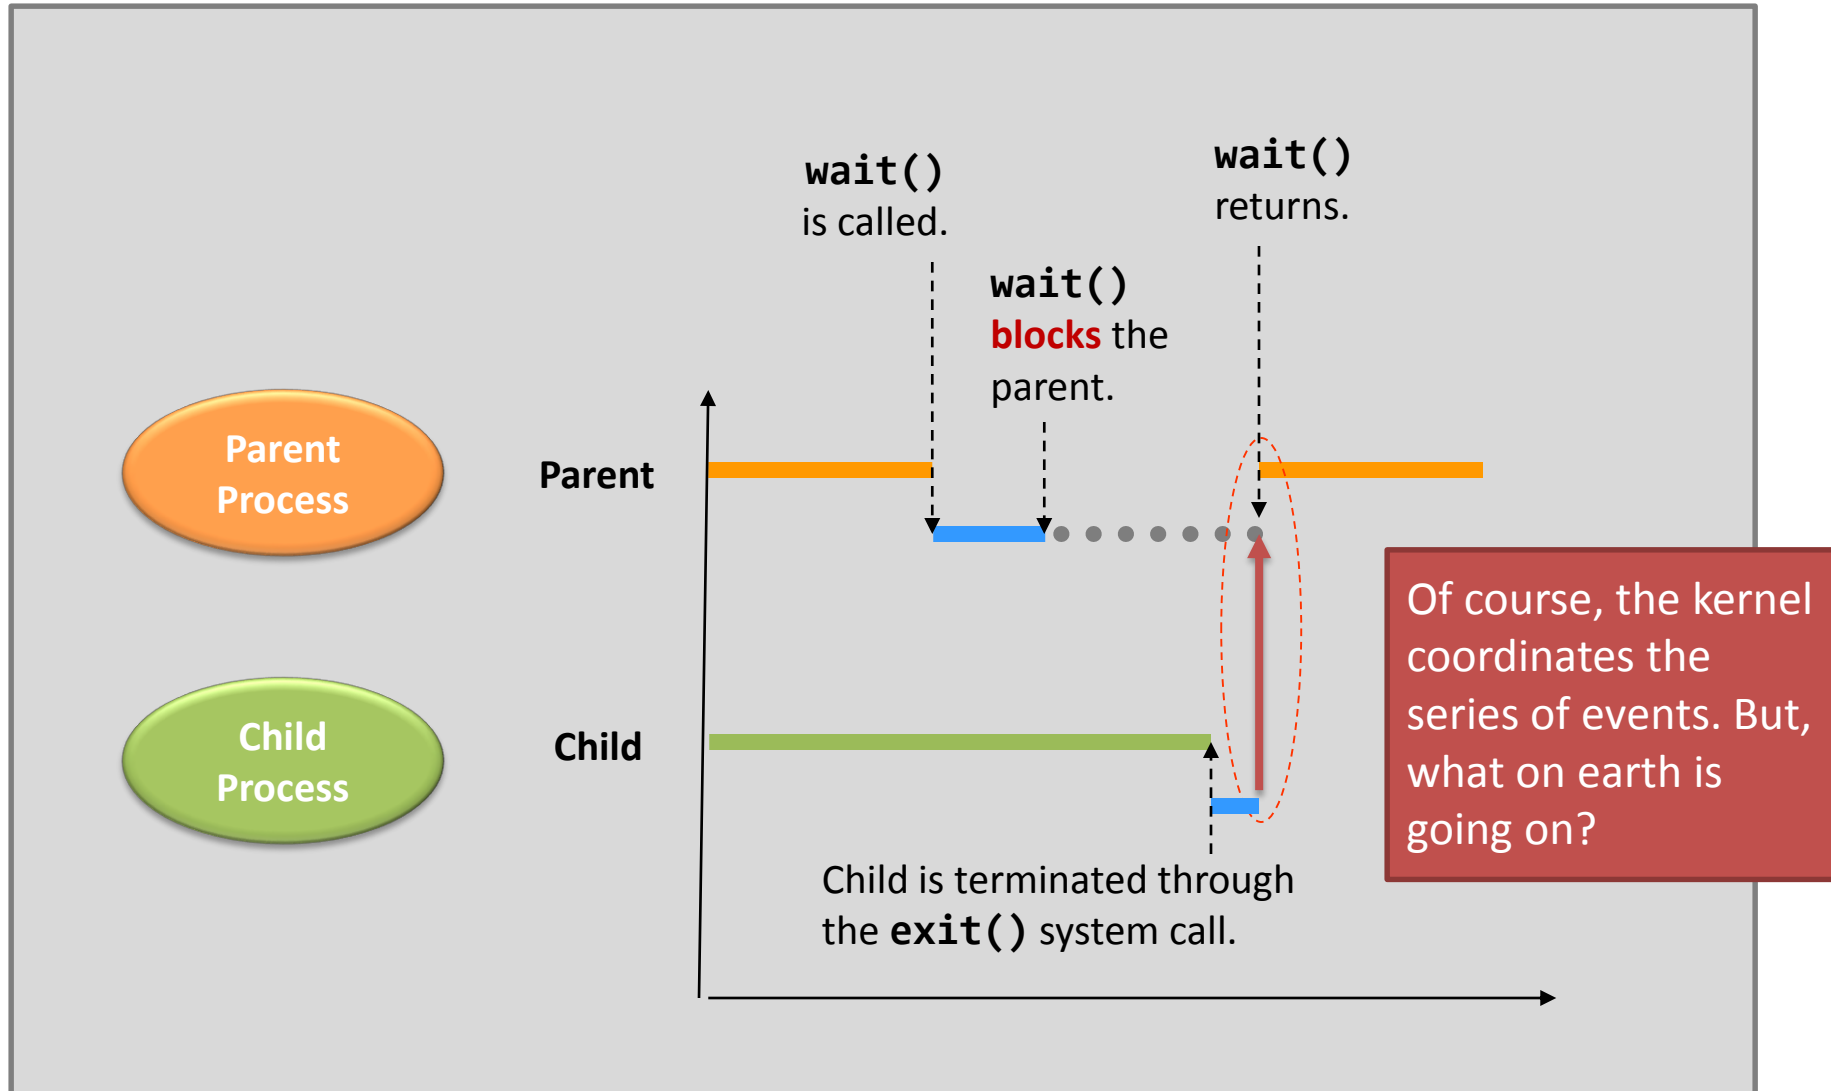 wait()
is called.
wait()
returns.
wait()
blocks the
parent.
Parent
Process
Parent
Child
Process
Child
Of course, the kernel
coordinates the
series of events. But,
what on earth is
going on?
Child is terminated through
the exit() system call.